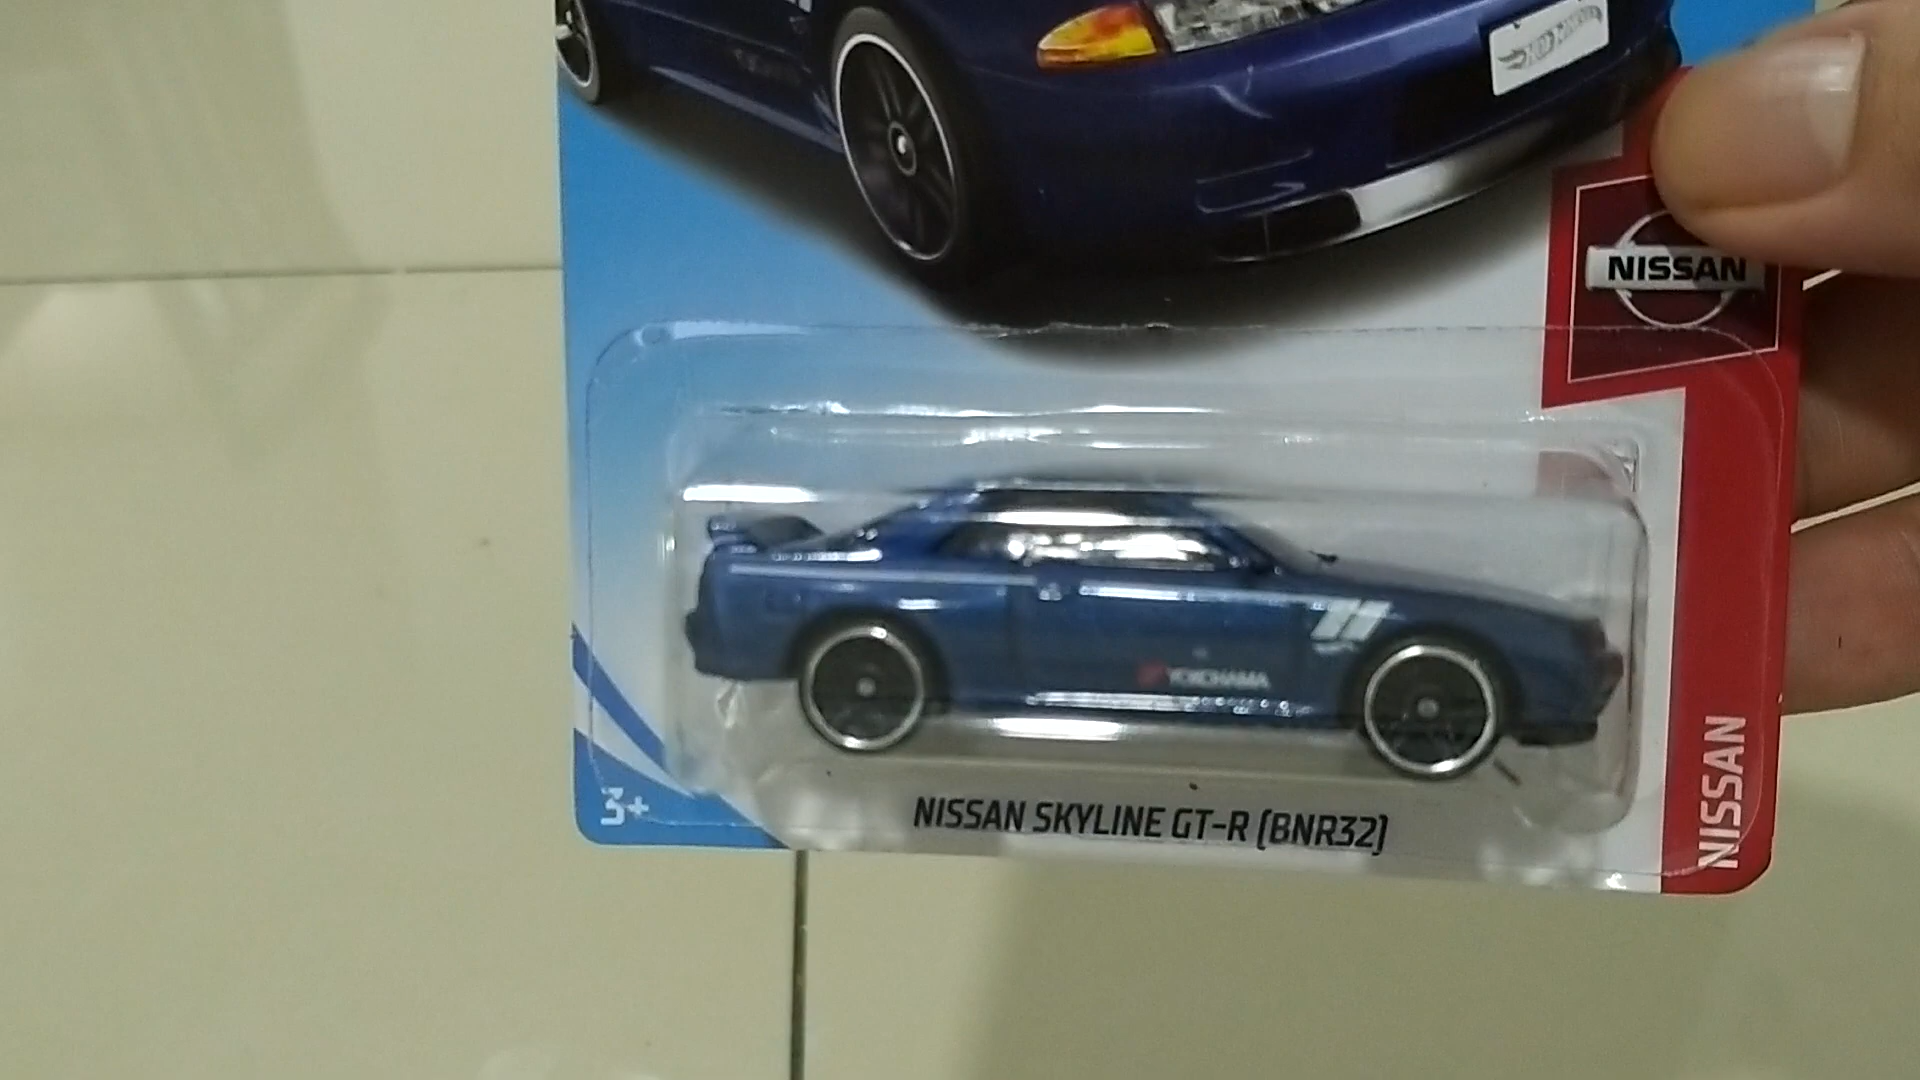 NISSAN
YOKOHAMA
3+
NISSAN SKYLINE GT-R (BNR32)
NISSAN